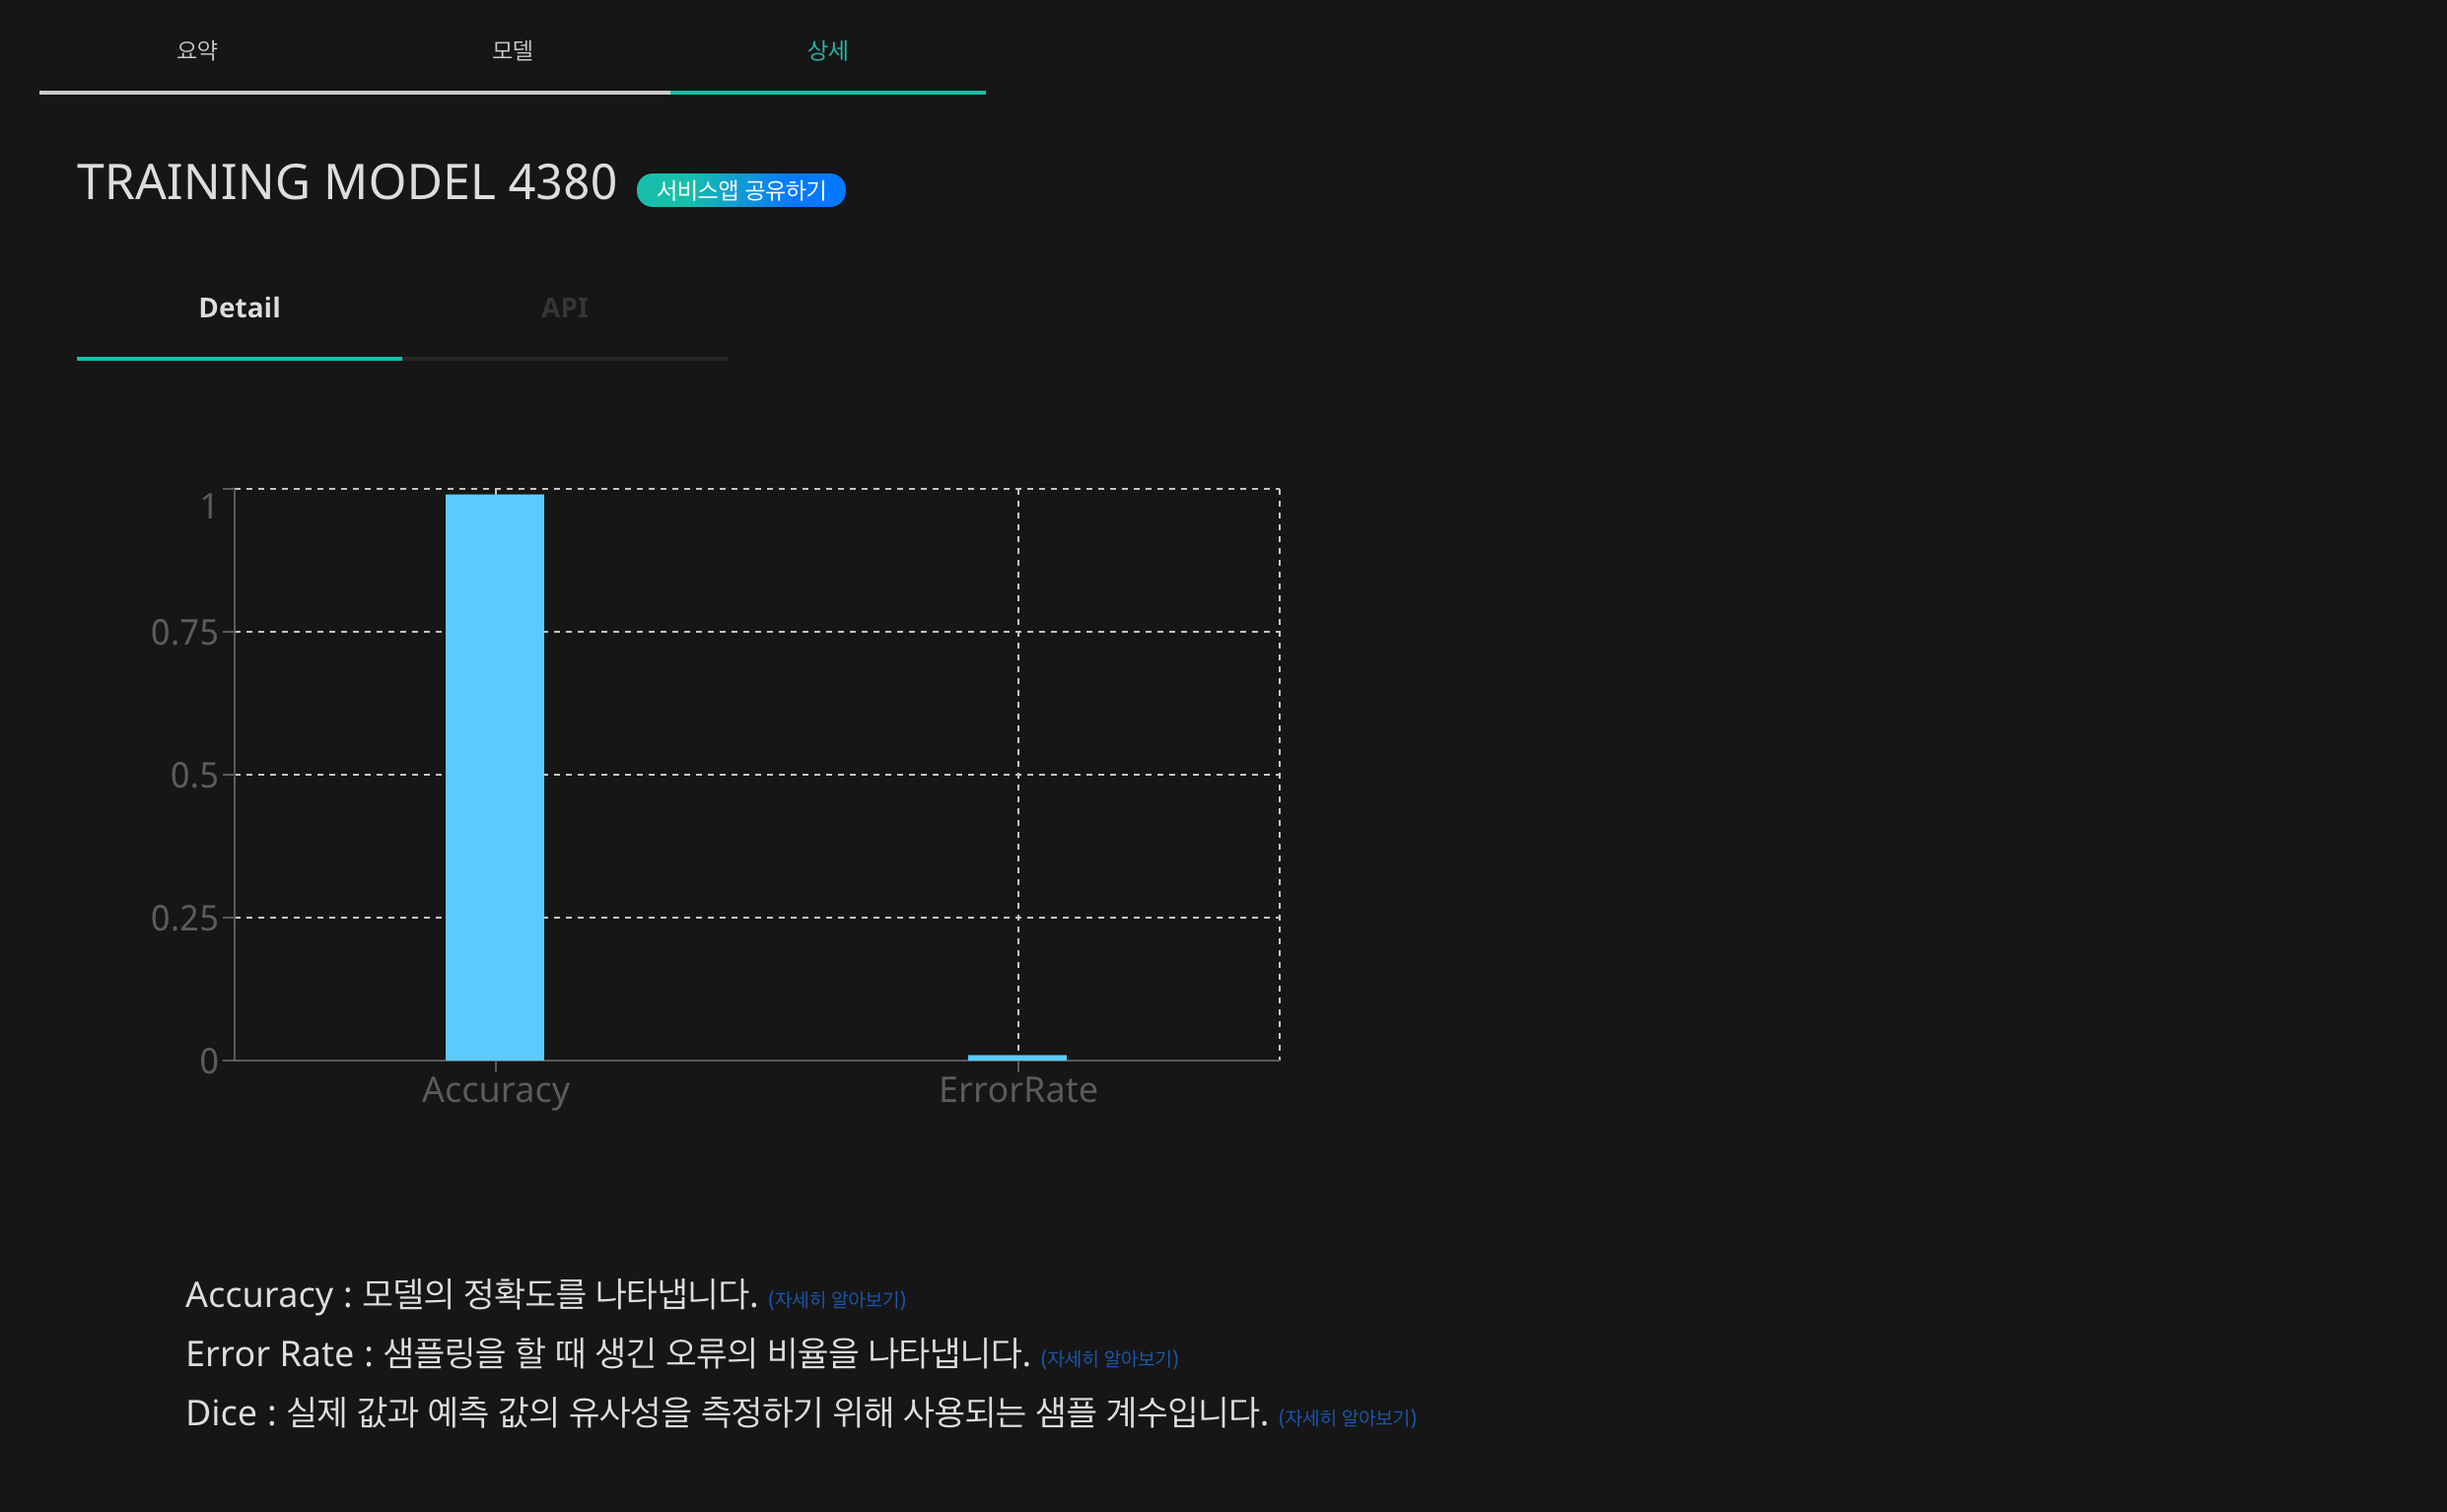 요약 모델 상세
TRAINING MODEL 4380 서비스앱 공유하기
Detail API
1
0.75
0.5
0.25
0
Accuracy ErrorRate
Accuracy : 모델의 정확도를 나타냅니다. (자세히 알아보기)
Error Rate : 샘플링을 할 때 생긴 오류의 비율을 나타냅니다. (자세히 알아보기)
Dice : 실제 값과 예측 값의 유사성을 측정하기 위해 사용되는 샘플 계수입니다. (자세히 알아보기)